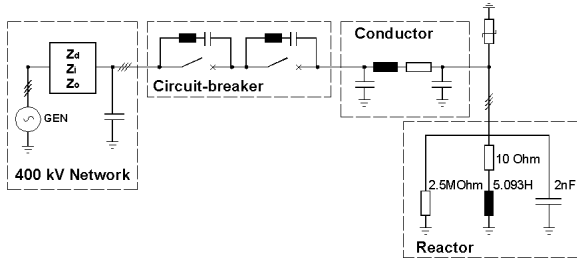 Zd
Zi
Zo
GEN
400 kV Network
Circuit-breaker
Conductor
10 Ohm
2.5MOhm
5.093H
2nF
Reactor